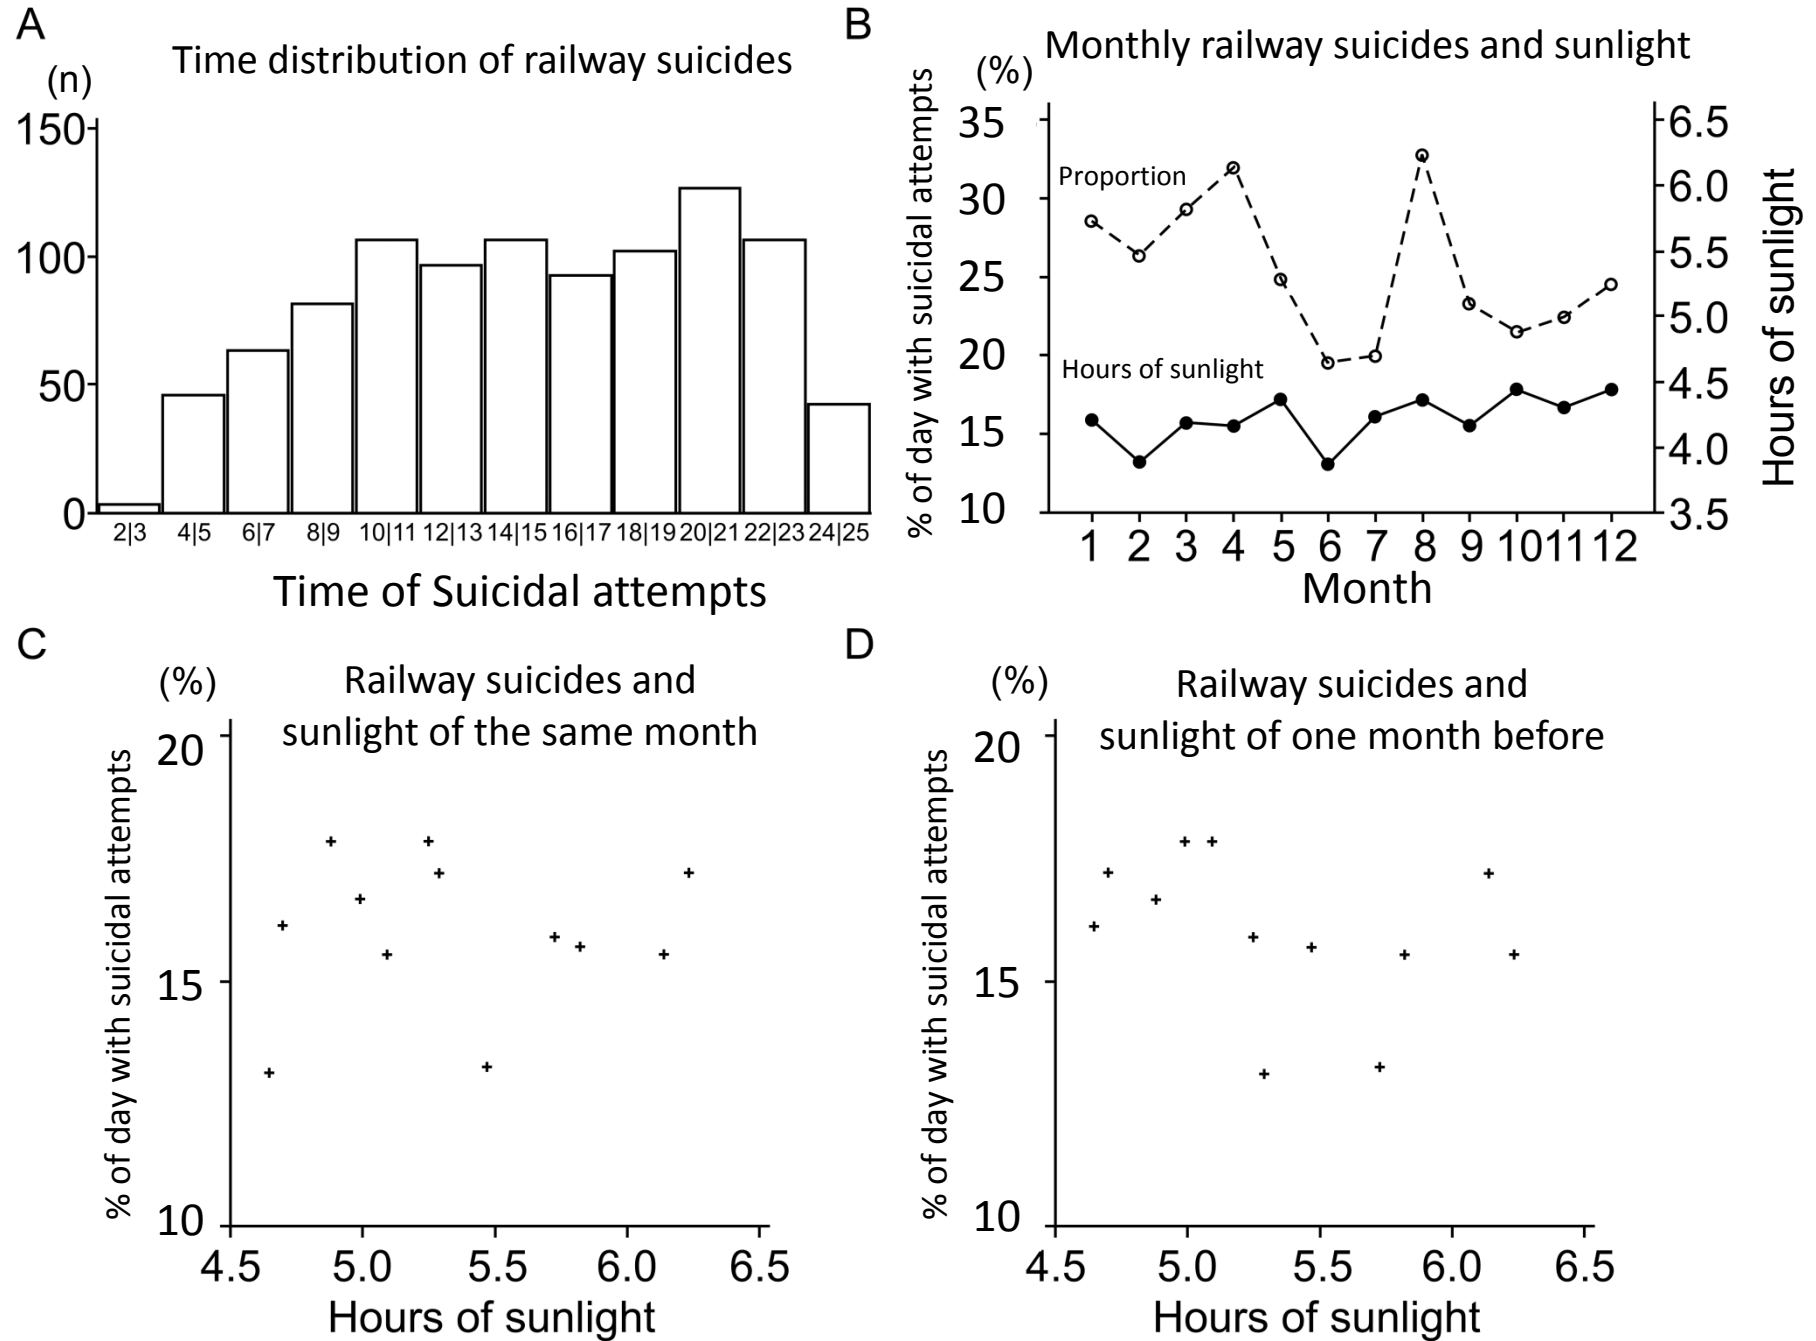 A
Time distribution of railway suicides
(n)
150
100
50
0
2|3 4|5 6|7 8|9 10|11 12|13 14|15 16|17 18|19 20|21 22|23 24|25
Time of Suicidal attempts
B
Monthly railway suicides and sunlight
(%)
% of day with suicidal attempts
35
30
25
20
15
10
Proportion
Hours of sunlight
6.5
6.0
5.5
5.0
4.5
4.0
3.5
Hours of sunlight
1 2 3 4 5 6 7 8 9 10 11 12
Month
C
Railway suicides and
sunlight of the same month
(%)
% of day with suicidal attempts
20
15
10
4.5 5.0 5.5 6.0 6.5
Hours of sunlight
D
Railway suicides and
sunlight of one month before
(%)
% of day with suicidal attempts
20
15
10
4.5 5.0 5.5 6.0 6.5
Hours of sunlight